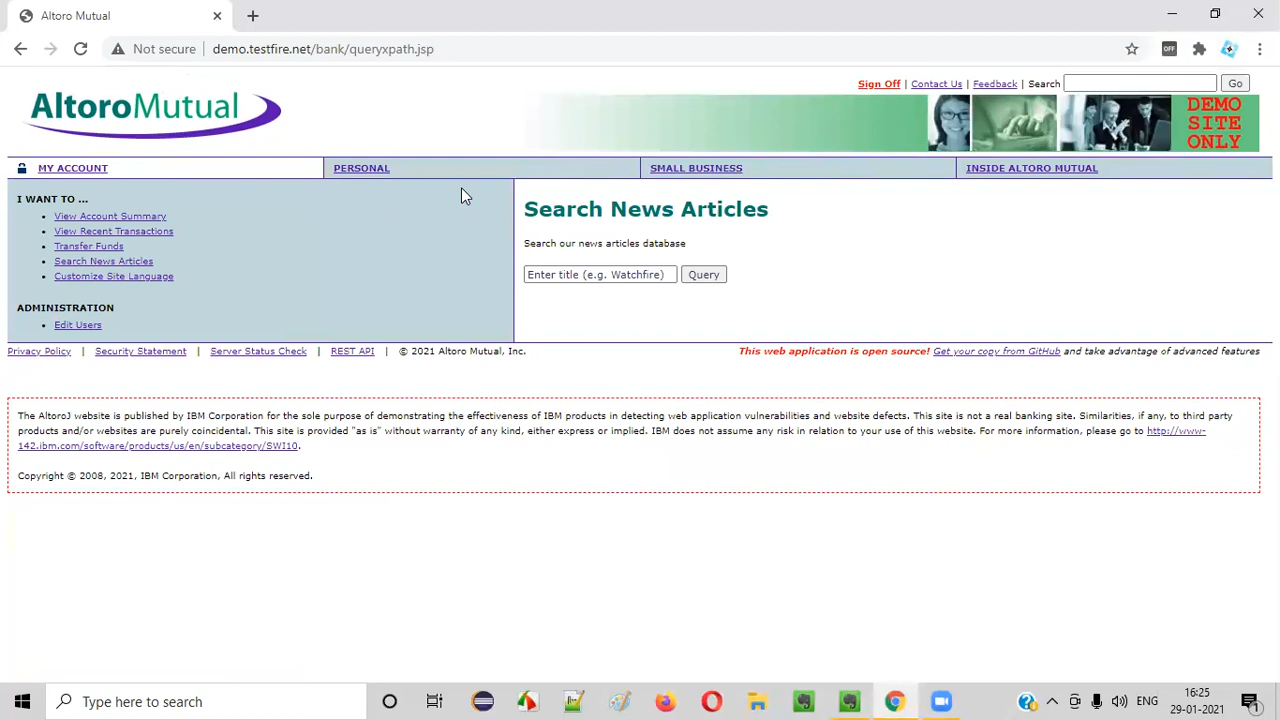 Altoro Mutual
Not secure | demo.testfire.net/bank/queryxpath.jsp
OFF
Sign Off | Contact Us | Feedback | Search Go
AltoroMutual
DEMO
SITE
ONLY
MY ACCOUNT PERSONAL SMALL BUSINESS INSIDE ALTORO MUTUAL
I WANT TO ...
• View Account Summary
• View Recent Transactions
• Transfer Funds
• Search News Articles
• Customize Site Language
ADMINISTRATION
• Edit Users
Search News Articles
Search our news articles database
Enter title (e.g. Watchfire) Query
Privacy Policy | Security Statement | Server Status Check | REST API | © 2021 Altoro Mutual, Inc.
This web application is open source! Get your copy from GitHub and take advantage of advanced features
The AltoroJ website is published by IBM Corporation for the sole purpose of demonstrating the effectiveness of IBM products in detecting web application vulnerabilities and website defects. This site is not a real banking site. Similarities, if any, to third party
products and/or websites are purely coincidental. This site is provided "as is" without warranty of any kind, either express or implied. IBM does not assume any risk in relation to your use of this website. For more information, please go to http://www-
142.ibm.com/software/products/us/en/subcategory/SWI10.
Copyright © 2008, 2021, IBM Corporation, All rights reserved.
Type here to search
ENG
16:25
29-01-2021